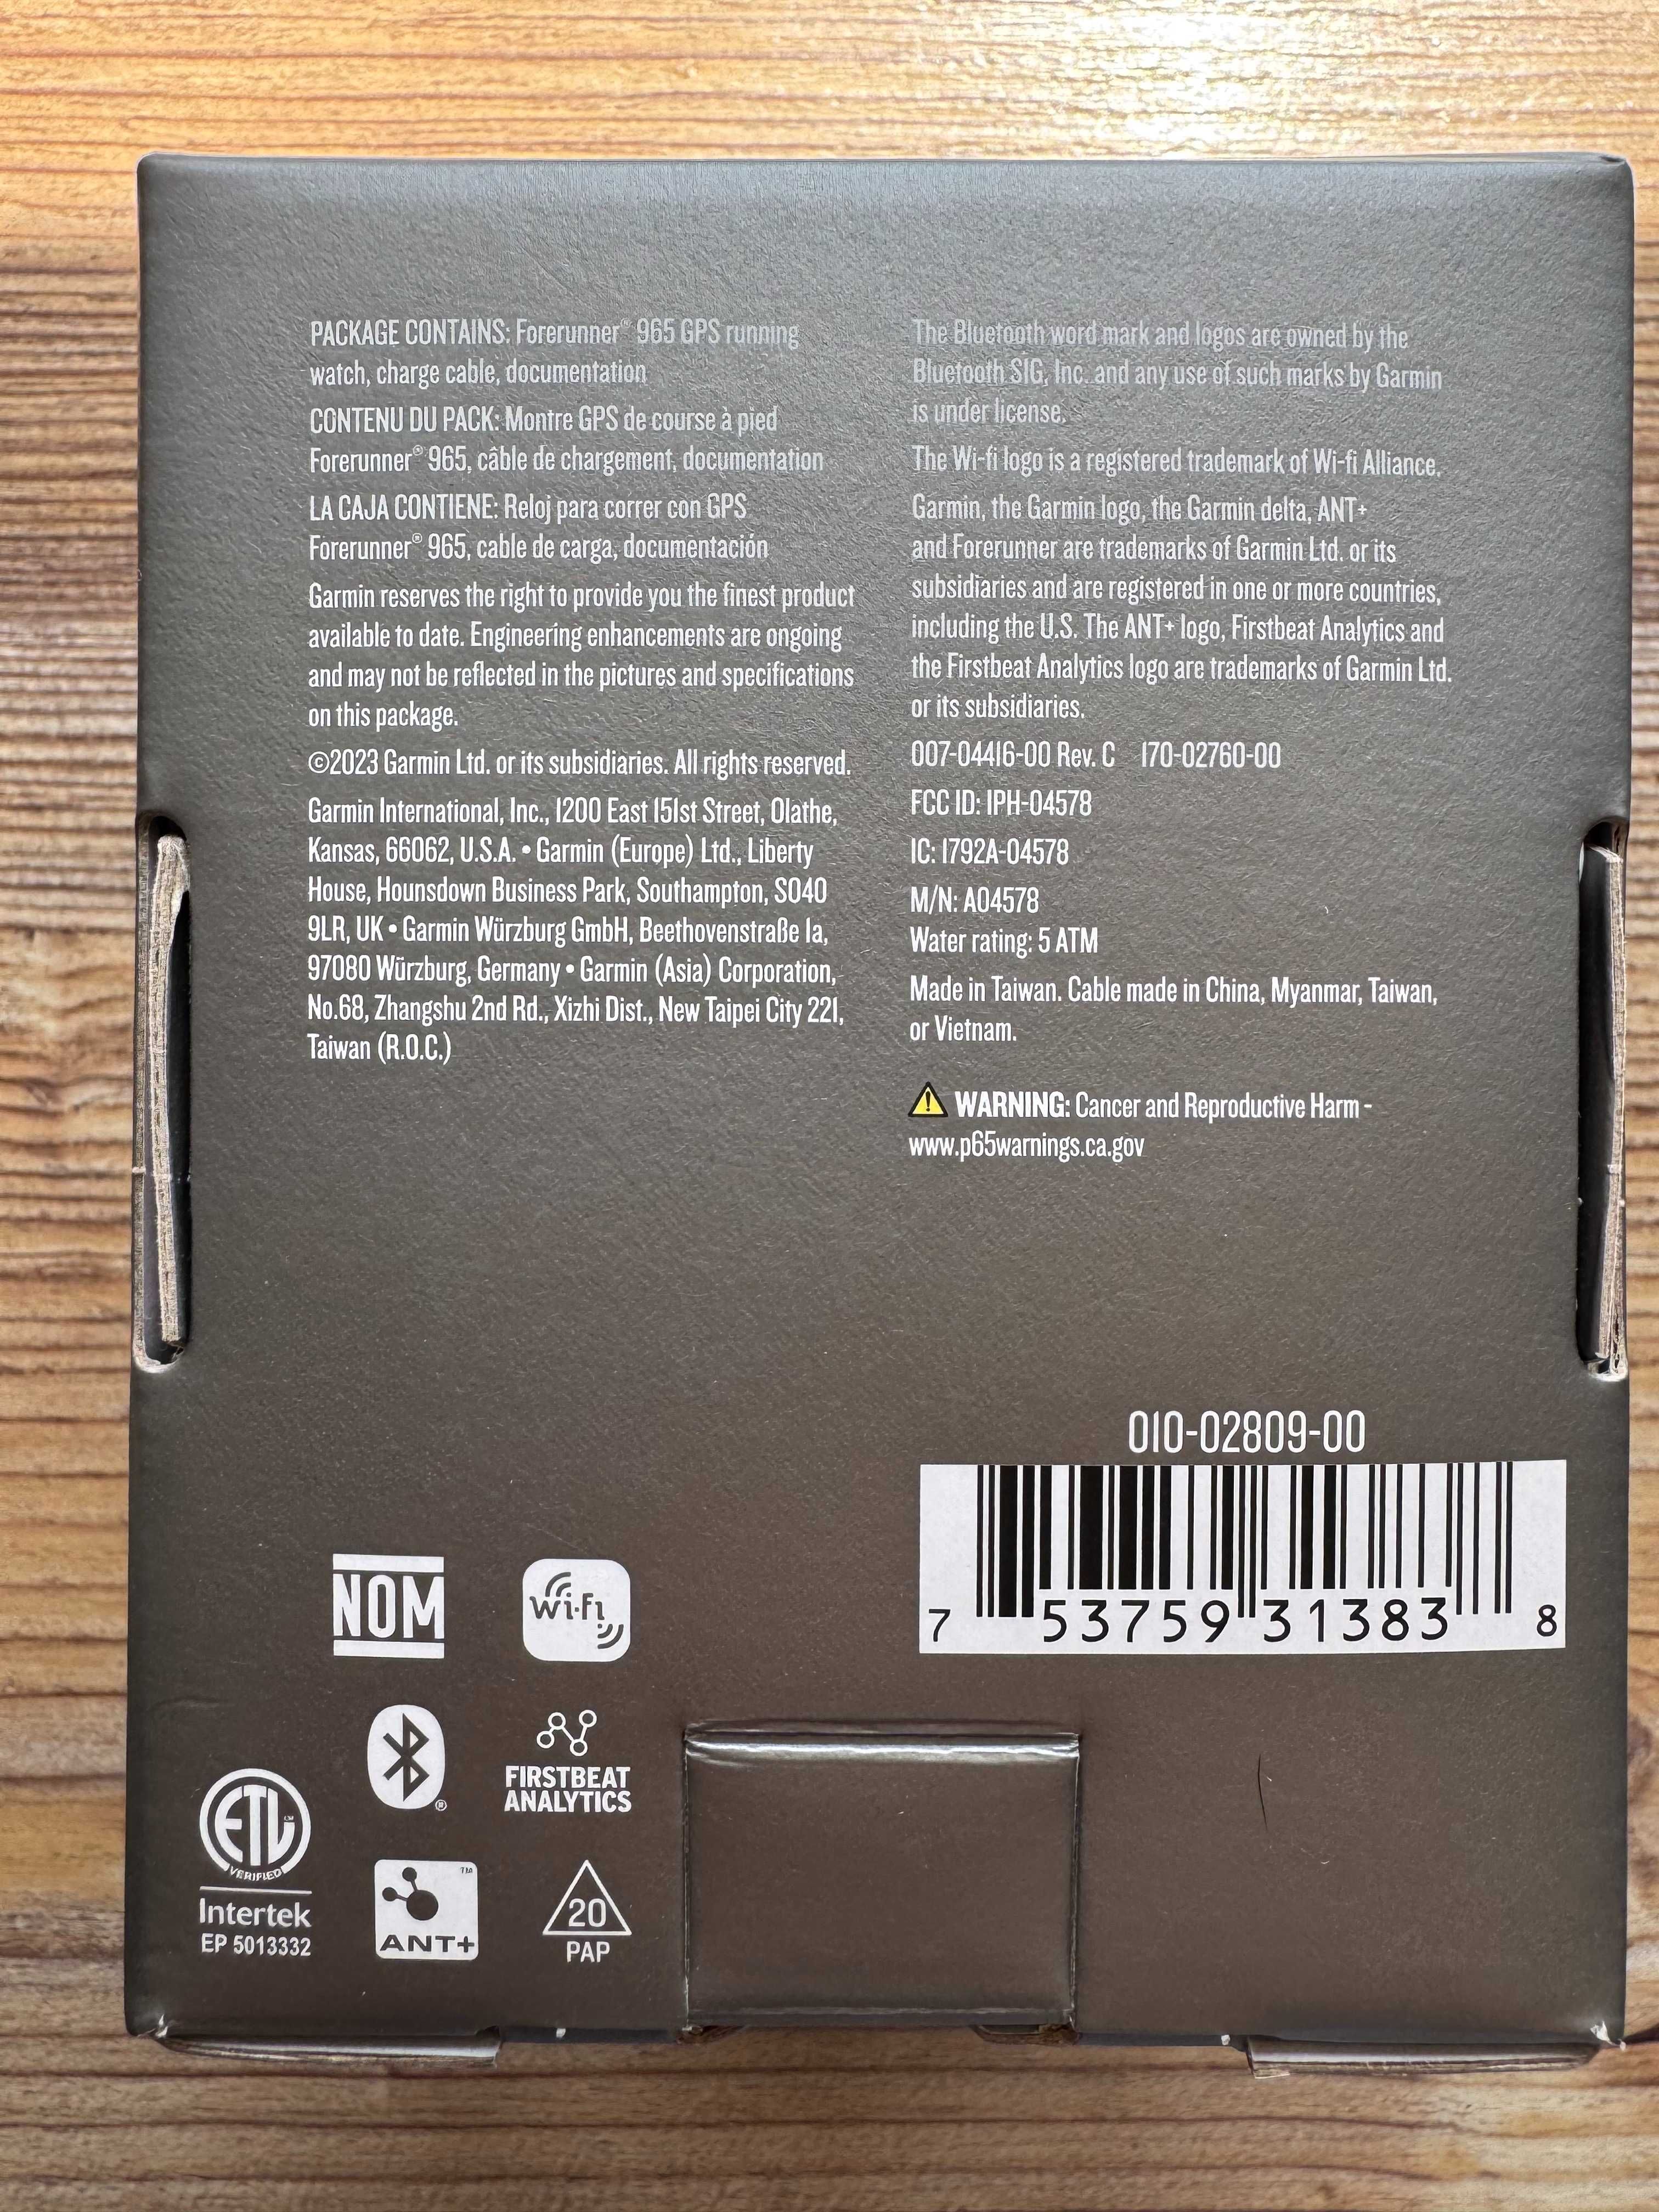 PACKAGE CONTAINS: Forerunner® 965 GPS running
watch, charge cable, documentation
CONTENU DU PACK: Montre GPS de course à pied
Forerunner® 965, câble de chargement, documentation
LA CAJA CONTIENE: Reloj para correr con GPS
Forerunner® 965, cable de carga, documentación
Garmin reserves the right to provide you the finest product
available to date. Engineering enhancements are ongoing
and may not be reflected in the pictures and specifications
on this package.
©2023 Garmin Ltd. or its subsidiaries. All rights reserved.
Garmin International, Inc., 1200 East 151st Street, Olathe,
Kansas, 66062, U.S.A. • Garmin (Europe) Ltd., Liberty
House, Hounsdown Business Park, Southampton, SO40
9LR, UK • Garmin Würzburg GmbH, Beethovenstraße 1a,
97080 Würzburg, Germany • Garmin (Asia) Corporation,
No.68, Zhangshu 2nd Rd., Xizhi Dist., New Taipei City 221,
Taiwan (R.O.C.)
The Bluetooth word mark and logos are owned by the
Bluetooth SIG, Inc. and any use of such marks by Garmin
is under license.
The Wi-fi logo is a registered trademark of Wi-fi Alliance.
Garmin, the Garmin logo, the Garmin delta, ANT+
and Forerunner are trademarks of Garmin Ltd. or its
subsidiaries and are registered in one or more countries,
including the U.S. The ANT+ logo, Firstbeat Analytics and
the Firstbeat Analytics logo are trademarks of Garmin Ltd.
or its subsidiaries.
007-04416-00 Rev. C 170-02760-00
FCC ID: IPH-04578
IC: 1792A-04578
M/N: A04578
Water rating: 5 ATM
Made in Taiwan. Cable made in China, Myanmar, Taiwan,
or Vietnam.
WARNING: Cancer and Reproductive Harm -
www.p65warnings.ca.gov
010-02809-00
7 53759 31383 8
NOM
Wi-Fi
FIRSTBEAT
ANALYTICS
ETL
VERIFIED
Intertek
EP 5013332
ANT+ ™
20
PAP